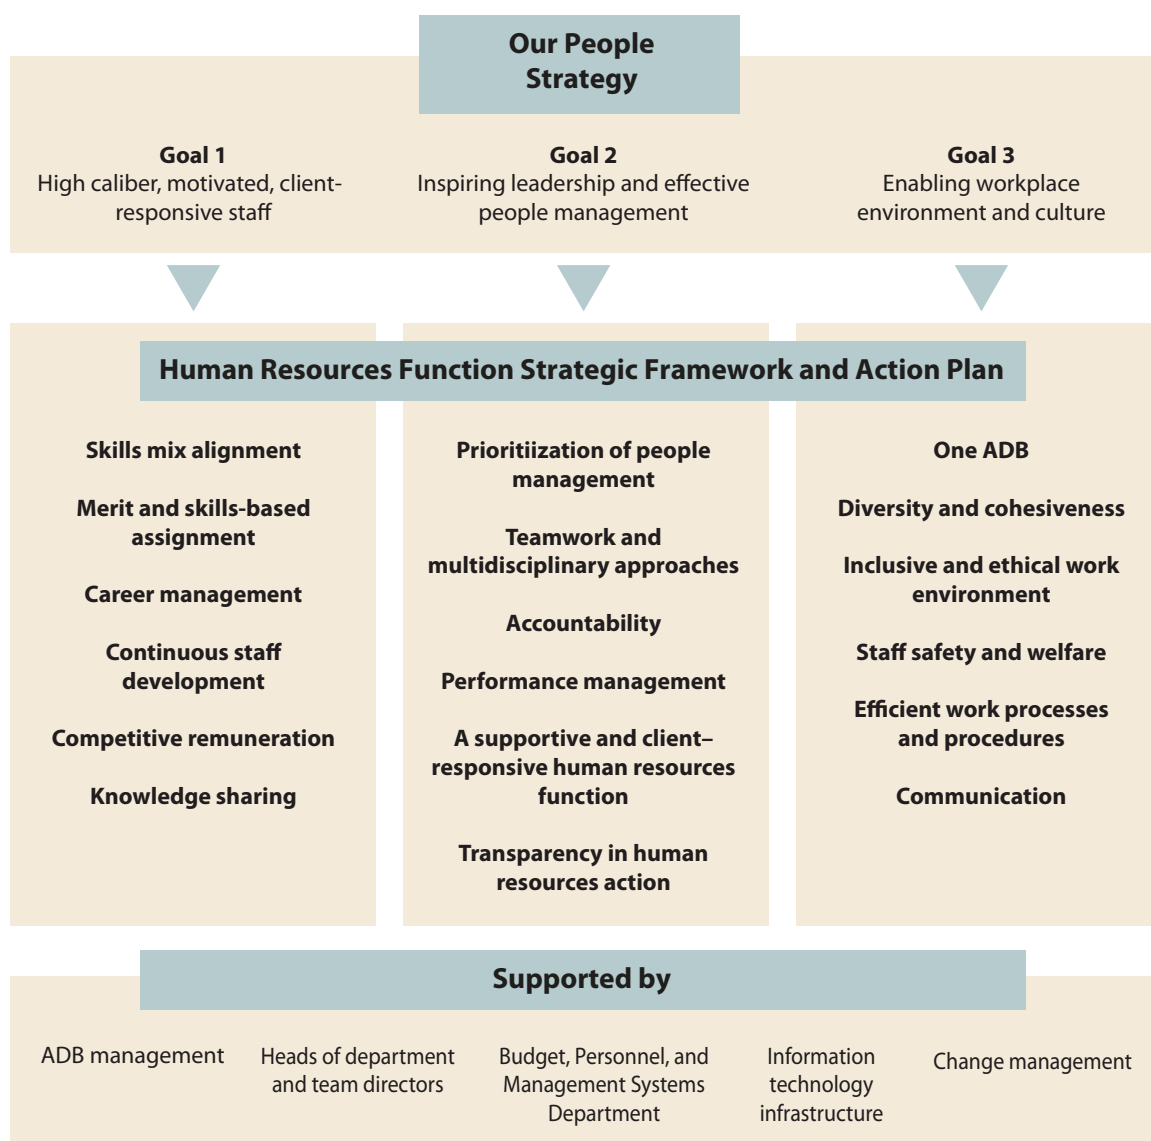 Our People
Strategy
Goal 1
High caliber, motivated, client-
responsive staff
Goal 2
Inspiring leadership and effective
people management
Goal 3
Enabling workplace
environment and culture
Human Resources Function Strategic Framework and Action Plan
Skills mix alignment
Merit and skills-based
assignment
Career management
Continuous staff
development
Competitive remuneration
Knowledge sharing
Prioritiization of people
management
Teamwork and
multidisciplinary approaches
Accountability
Performance management
A supportive and client–
responsive human resources
function
Transparency in human
resources action
One ADB
Diversity and cohesiveness
Inclusive and ethical work
environment
Staff safety and welfare
Efficient work processes
and procedures
Communication
Supported by
ADB management
Heads of department
and team directors
Budget, Personnel, and
Management Systems
Department
Information
technology
infrastructure
Change management